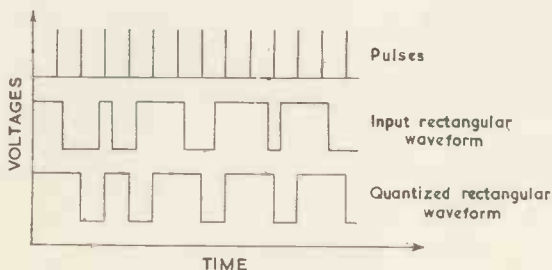 VOLTAGES
Pulses
Input rectangular
waveform
Quantized rectangular
waveform
TIME